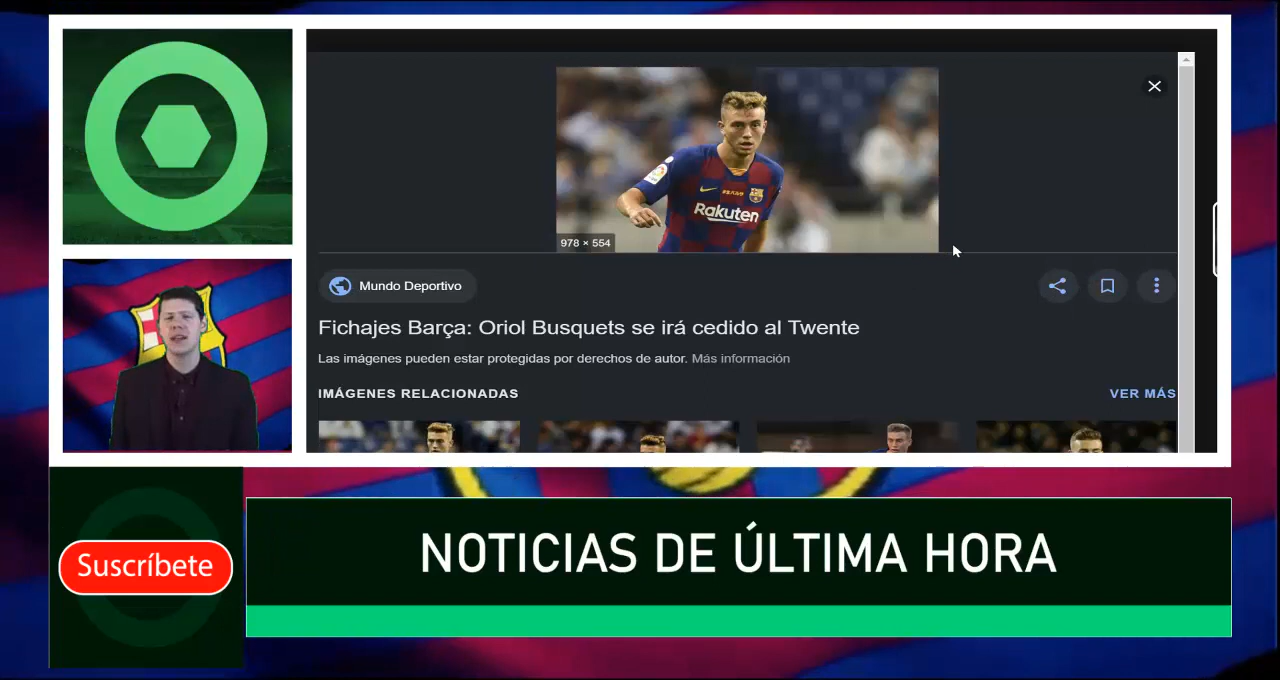 Rakuten
978 × 554
Mundo Deportivo
Fichajes Barça: Oriol Busquets se irá cedido al Twente
Las imágenes pueden estar protegidas por derechos de autor. Más información
IMÁGENES RELACIONADAS
VER MÁS
Suscríbete
NOTICIAS DE ÚLTIMA HORA